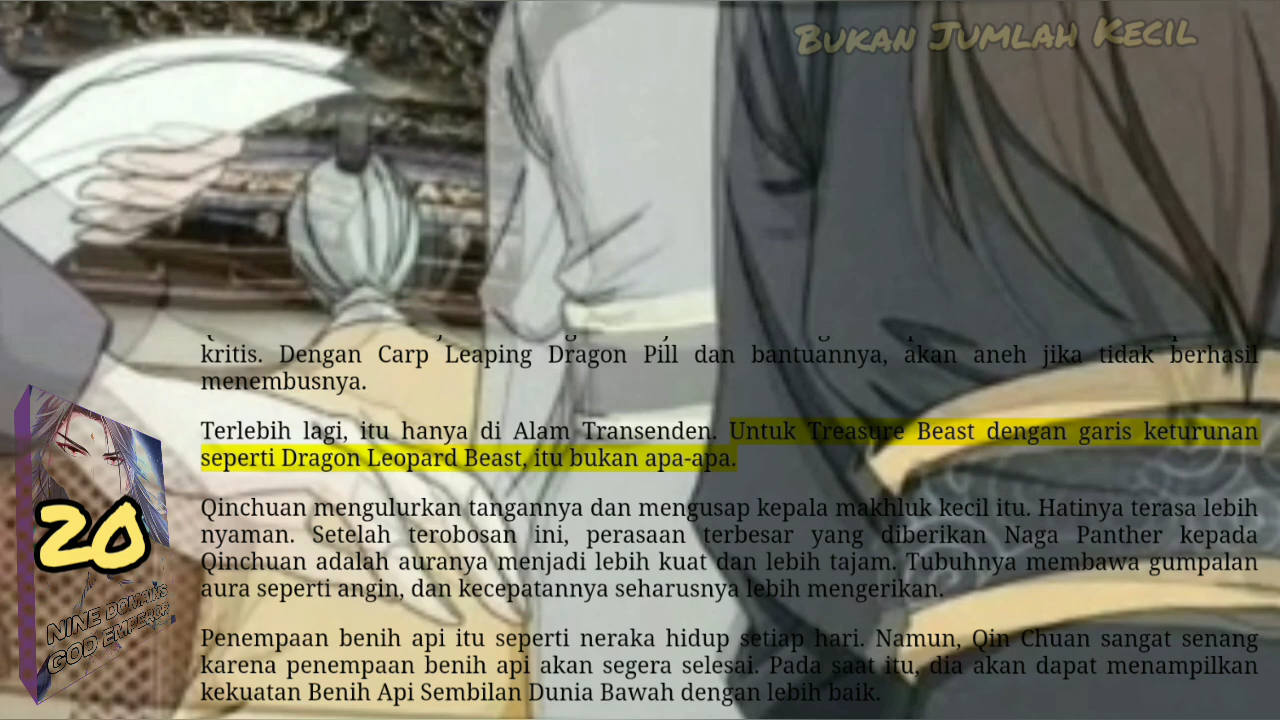 BUKAN JUMLAH KECIL
kritis. Dengan Carp Leaping Dragon Pill dan bantuannya, akan aneh jika tidak berhasil
menembusnya.
Terlebih lagi, itu hanya di Alam Transenden. Untuk Treasure Beast dengan garis keturunan
seperti Dragon Leopard Beast, itu bukan apa-apa.
Qinchuan mengulurkan tangannya dan mengusap kepala makhluk kecil itu. Hatinya terasa lebih
nyaman. Setelah terobosan ini, perasaan terbesar yang diberikan Naga Panther kepada
Qinchuan adalah auranya menjadi lebih kuat dan lebih tajam. Tubuhnya membawa gumpalan
aura seperti angin, dan kecepatannya seharusnya lebih mengerikan.
Penempaan benih api itu seperti neraka hidup setiap hari. Namun, Qin Chuan sangat senang
karena penempaan benih api akan segera selesai. Pada saat itu, dia akan dapat menampilkan
kekuatan Benih Api Sembilan Dunia Bawah dengan lebih baik.
20
NINE DOMAINS
GOD EMPEROR